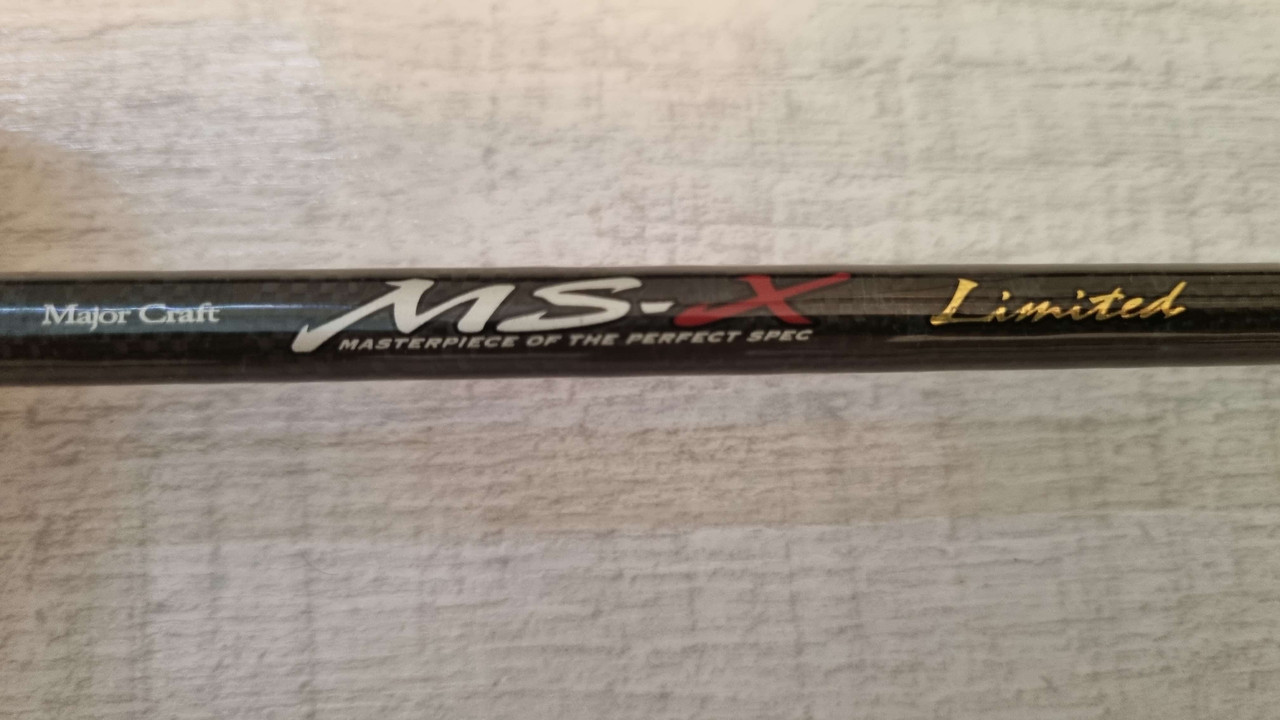 Major Craft MS-X Limited
MASTERPIECE OF THE PERFECT SPEC